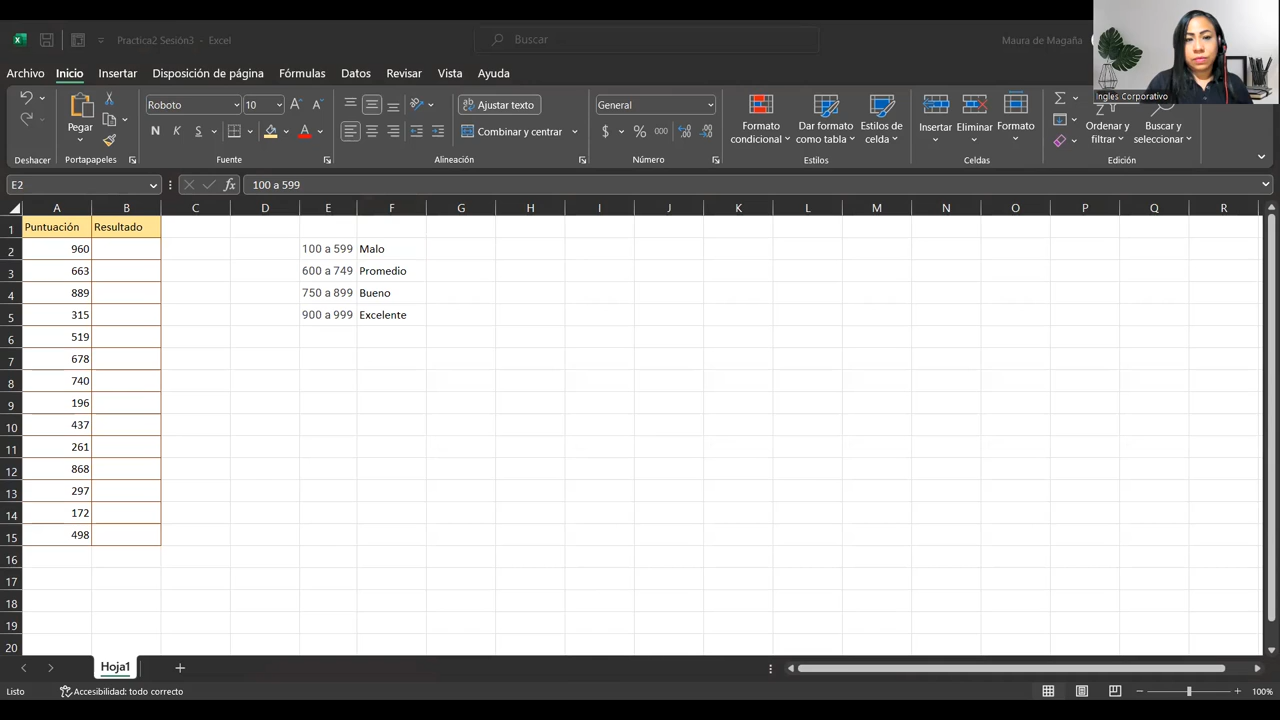 Practica2 Sesión3 - Excel
Buscar
Maura de Magaña
Ingles Corporativo
Archivo Inicio Insertar Disposición de página Fórmulas Datos Revisar Vista Ayuda
Roboto 10 Ajustar texto General
Pegar N K S Combinar y centrar $ % 000
Formato condicional Dar formato como tabla Estilos de celda Insertar Eliminar Formato Ordenar y filtrar Buscar y seleccionar
Deshacer Portapapeles Fuente Alineación Número Estilos Celdas Edición
E2 fx 100 a 599
A B C D E F G H I J K L M N O P Q R
1 Puntuación Resultado
2 960 100 a 599 Malo
3 663 600 a 749 Promedio
4 889 750 a 899 Bueno
5 315 900 a 999 Excelente
6 519
7 678
8 740
9 196
10 437
11 261
12 868
13 297
14 172
15 498
16
17
18
19
20
Hoja1
Listo Accesibilidad: todo correcto 100%